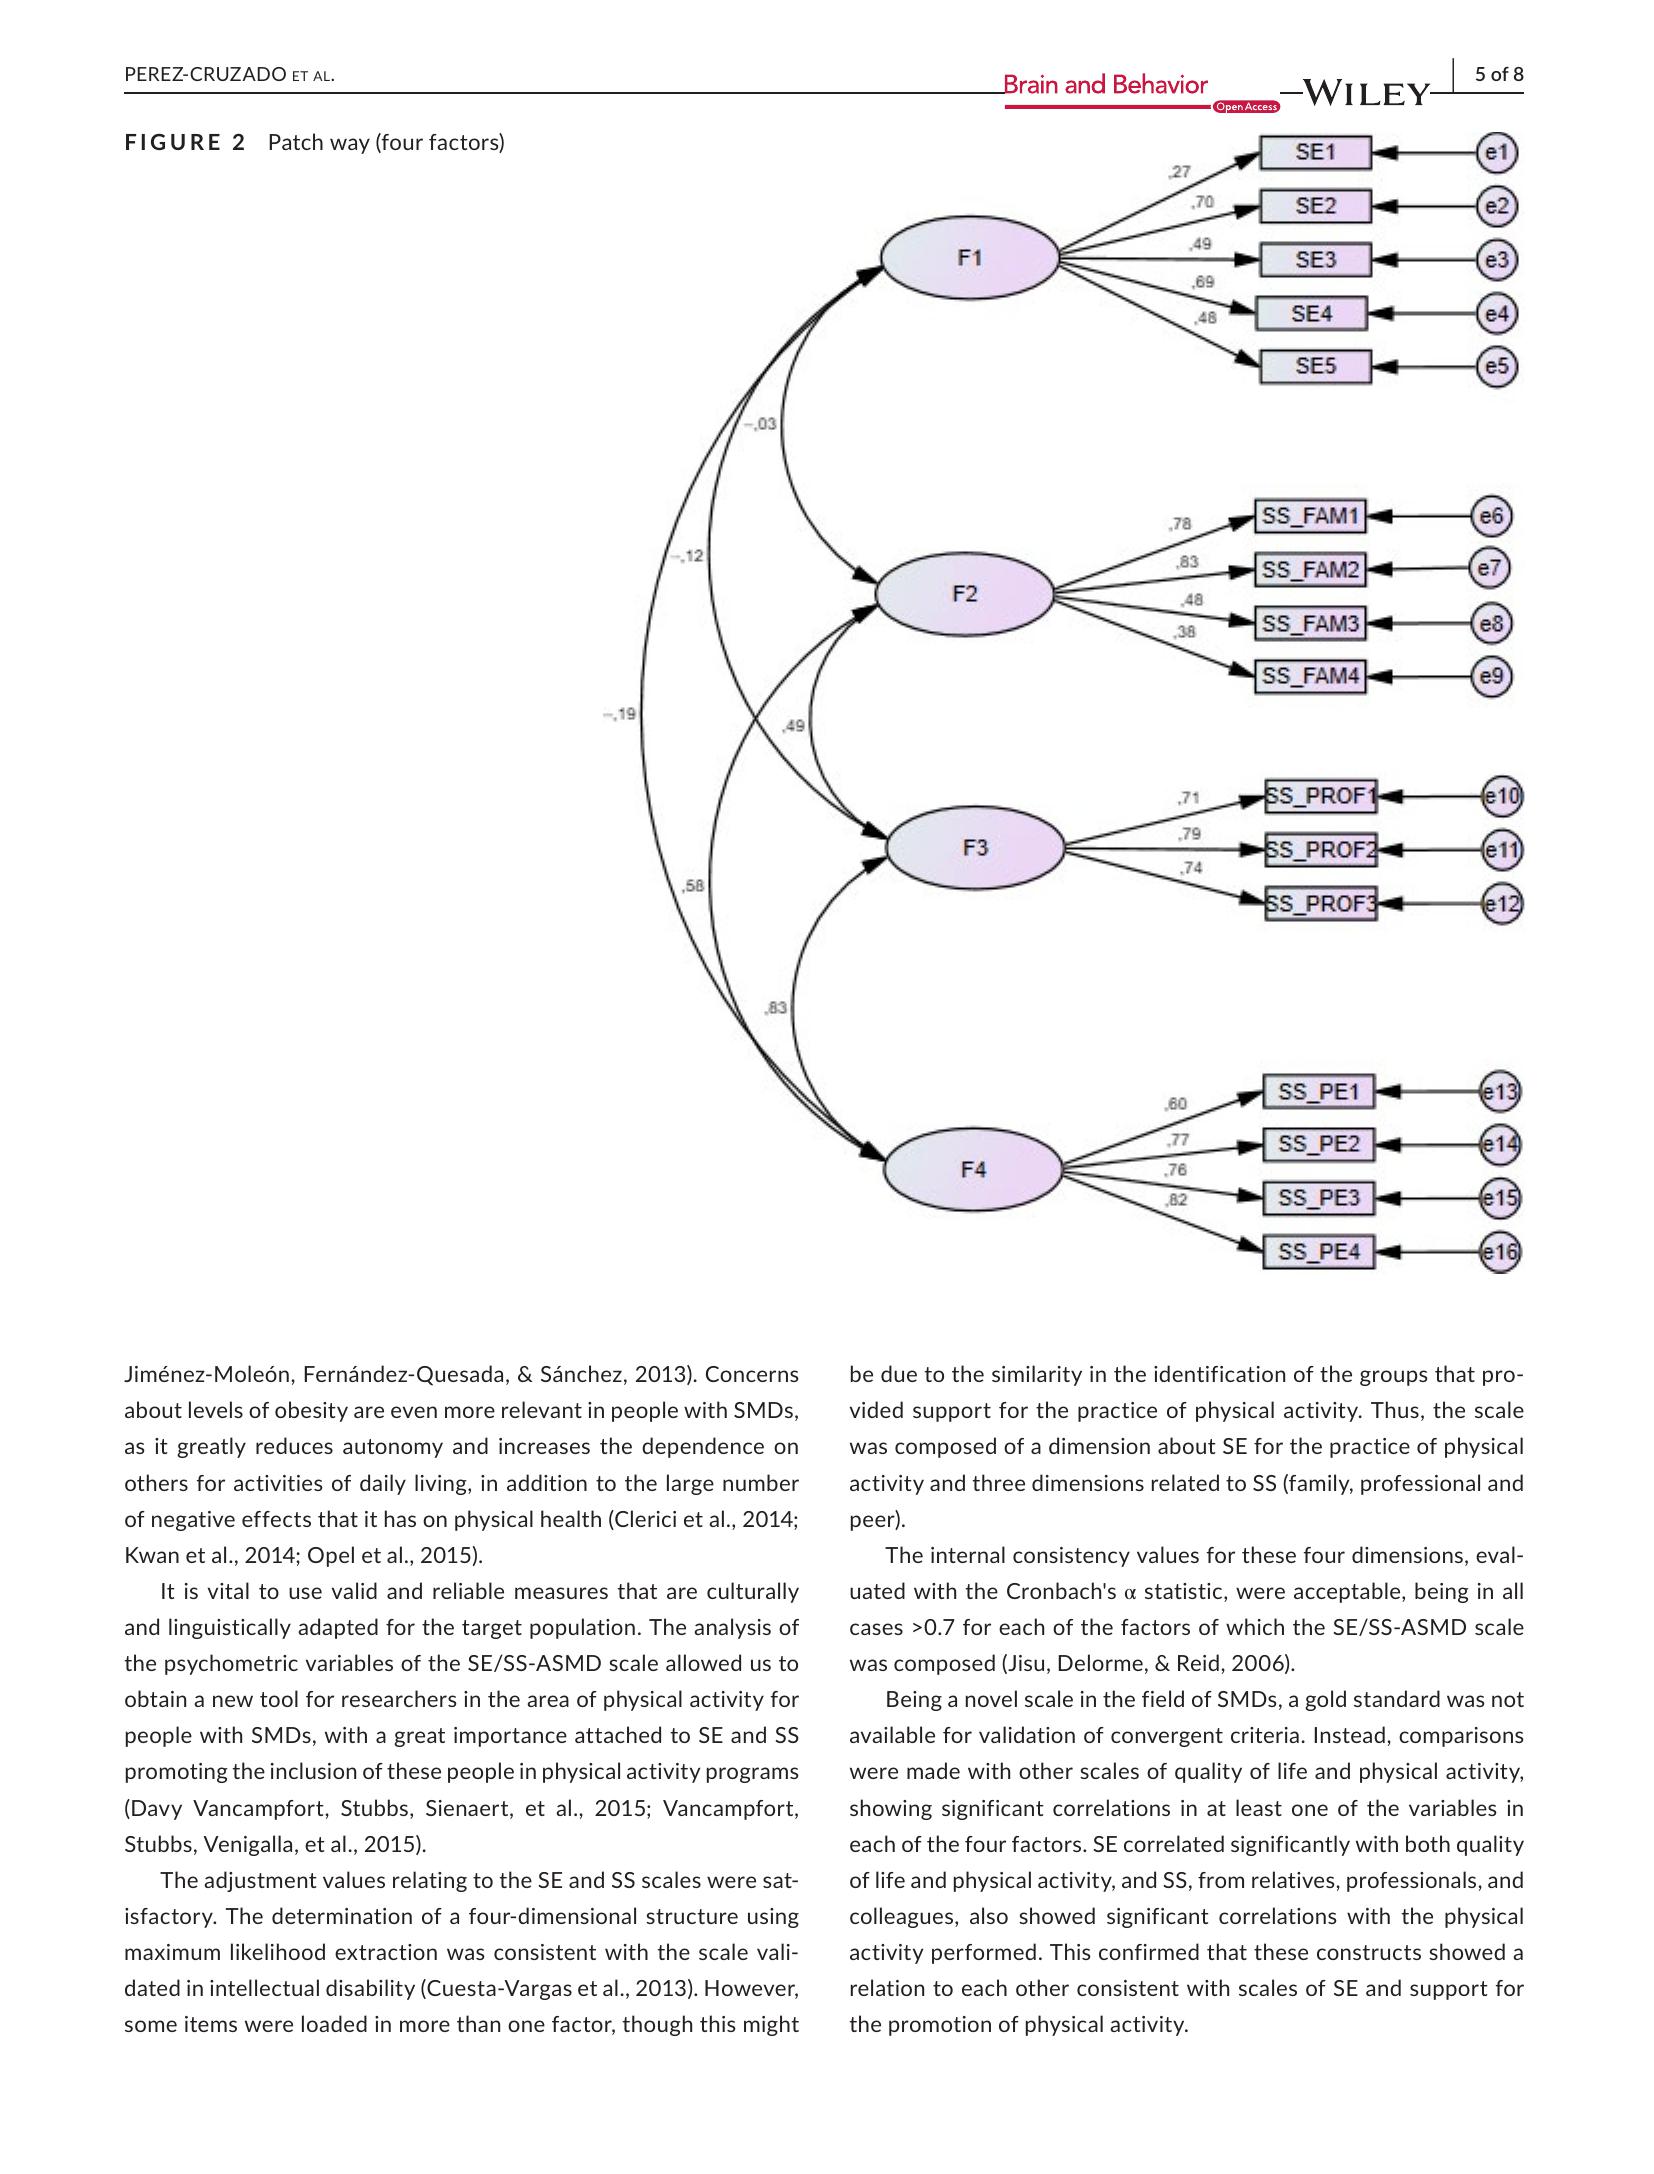 PEREZ-CRUZADO ET AL.
Brain and Behavior
Open Access
WILEY
5 of 8
FIGURE 2 Patch way (four factors)
SE1
e1
,27
SE2
e2
,70
F1
,49
SE3
e3
,69
SE4
e4
,48
SE5
e5
–,03
SS_FAM1
e6
,78
–,12
,83
SS_FAM2
e7
F2
,48
SS_FAM3
e8
,38
SS_FAM4
e9
–,19
,49
SS_PROF1
e10
,71
,79
F3
SS_PROF2
e11
,74
,58
SS_PROF3
e12
,83
SS_PE1
e13
,60
,77
SS_PE2
e14
F4
,76
SS_PE3
e15
,82
SS_PE4
e16
Jiménez-Moleón, Fernández-Quesada, & Sánchez, 2013). Concerns
about levels of obesity are even more relevant in people with SMDs,
as it greatly reduces autonomy and increases the dependence on
others for activities of daily living, in addition to the large number
of negative effects that it has on physical health (Clerici et al., 2014;
Kwan et al., 2014; Opel et al., 2015).
It is vital to use valid and reliable measures that are culturally
and linguistically adapted for the target population. The analysis of
the psychometric variables of the SE/SS-ASMD scale allowed us to
obtain a new tool for researchers in the area of physical activity for
people with SMDs, with a great importance attached to SE and SS
promoting the inclusion of these people in physical activity programs
(Davy Vancampfort, Stubbs, Sienaert, et al., 2015; Vancampfort,
Stubbs, Venigalla, et al., 2015).
The adjustment values relating to the SE and SS scales were sat-
isfactory. The determination of a four-dimensional structure using
maximum likelihood extraction was consistent with the scale vali-
dated in intellectual disability (Cuesta-Vargas et al., 2013). However,
some items were loaded in more than one factor, though this might
be due to the similarity in the identification of the groups that pro-
vided support for the practice of physical activity. Thus, the scale
was composed of a dimension about SE for the practice of physical
activity and three dimensions related to SS (family, professional and
peer).
The internal consistency values for these four dimensions, eval-
uated with the Cronbach's α statistic, were acceptable, being in all
cases >0.7 for each of the factors of which the SE/SS-ASMD scale
was composed (Jisu, Delorme, & Reid, 2006).
Being a novel scale in the field of SMDs, a gold standard was not
available for validation of convergent criteria. Instead, comparisons
were made with other scales of quality of life and physical activity,
showing significant correlations in at least one of the variables in
each of the four factors. SE correlated significantly with both quality
of life and physical activity, and SS, from relatives, professionals, and
colleagues, also showed significant correlations with the physical
activity performed. This confirmed that these constructs showed a
relation to each other consistent with scales of SE and support for
the promotion of physical activity.